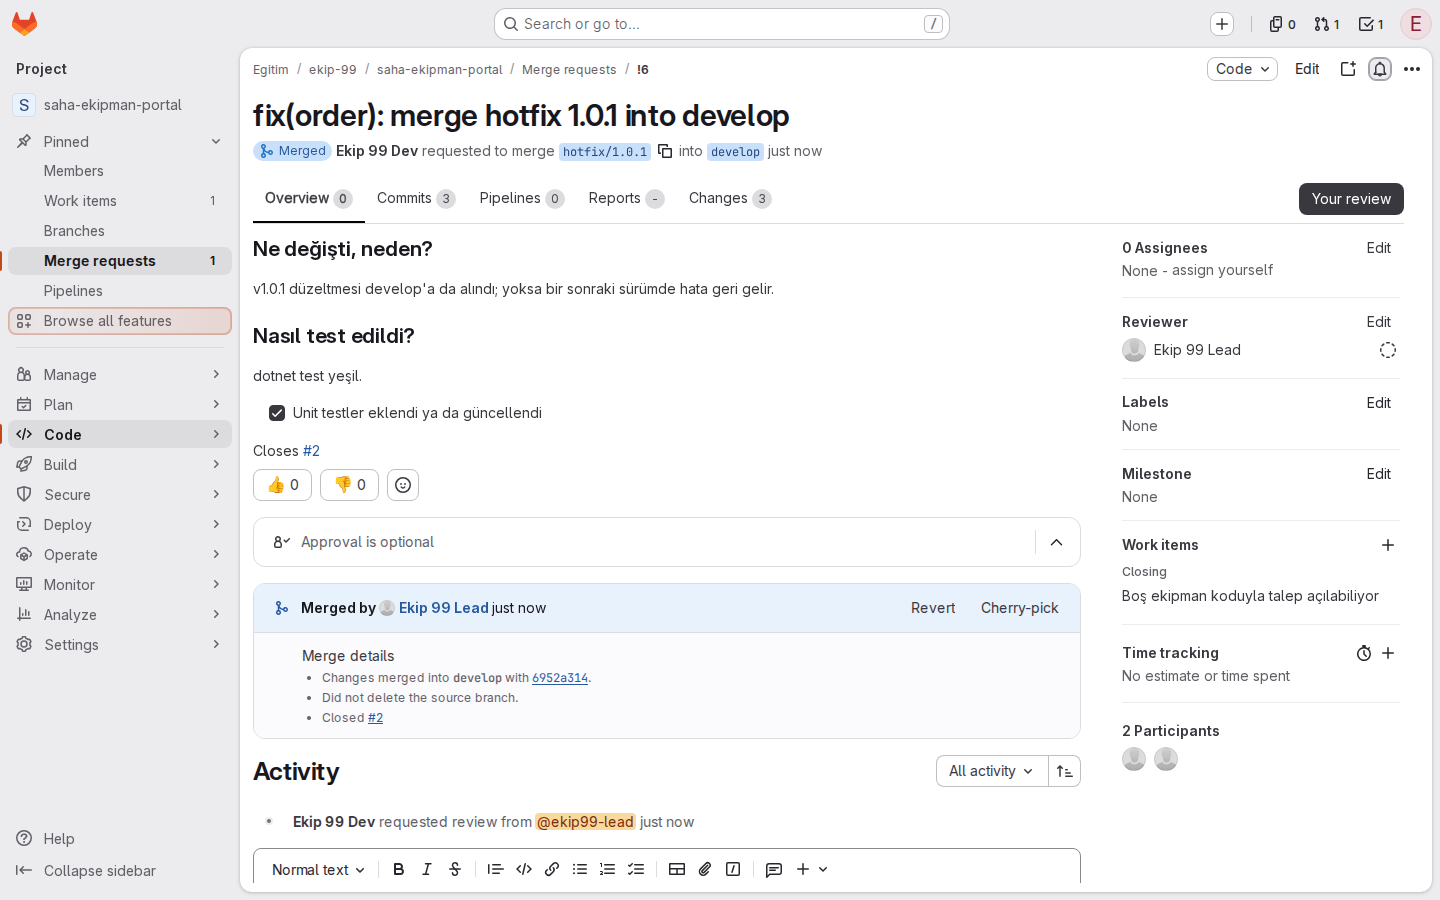 Search or go to...
/
0
1
1
E
Project
S
saha-ekipman-portal
Pinned
Members
Work items 1
Branches
Merge requests 1
Pipelines
Browse all features
Manage
Plan
Code
Build
Secure
Deploy
Operate
Monitor
Analyze
Settings
Help
Collapse sidebar
Egitim / ekip-99 / saha-ekipman-portal / Merge requests / !6
Code
Edit
fix(order): merge hotfix 1.0.1 into develop
Merged Ekip 99 Dev requested to merge hotfix/1.0.1 into develop just now
Overview 0
Commits 3
Pipelines 0
Reports -
Changes 3
Your review
Ne değişti, neden?
v1.0.1 düzeltmesi develop'a da alındı; yoksa bir sonraki sürümde hata geri gelir.
Nasıl test edildi?
dotnet test yeşil.
Unit testler eklendi ya da güncellendi
Closes #2
👍 0
👎 0
Approval is optional
Merged by Ekip 99 Lead just now
Revert
Cherry-pick
Merge details
Changes merged into develop with 6952a314.
Did not delete the source branch.
Closed #2
Activity
All activity
Ekip 99 Dev requested review from @ekip99-lead just now
Normal text
0 Assignees
Edit
None - assign yourself
Reviewer
Edit
Ekip 99 Lead
Labels
Edit
None
Milestone
Edit
None
Work items
Closing
Boş ekipman koduyla talep açılabiliyor
Time tracking
No estimate or time spent
2 Participants